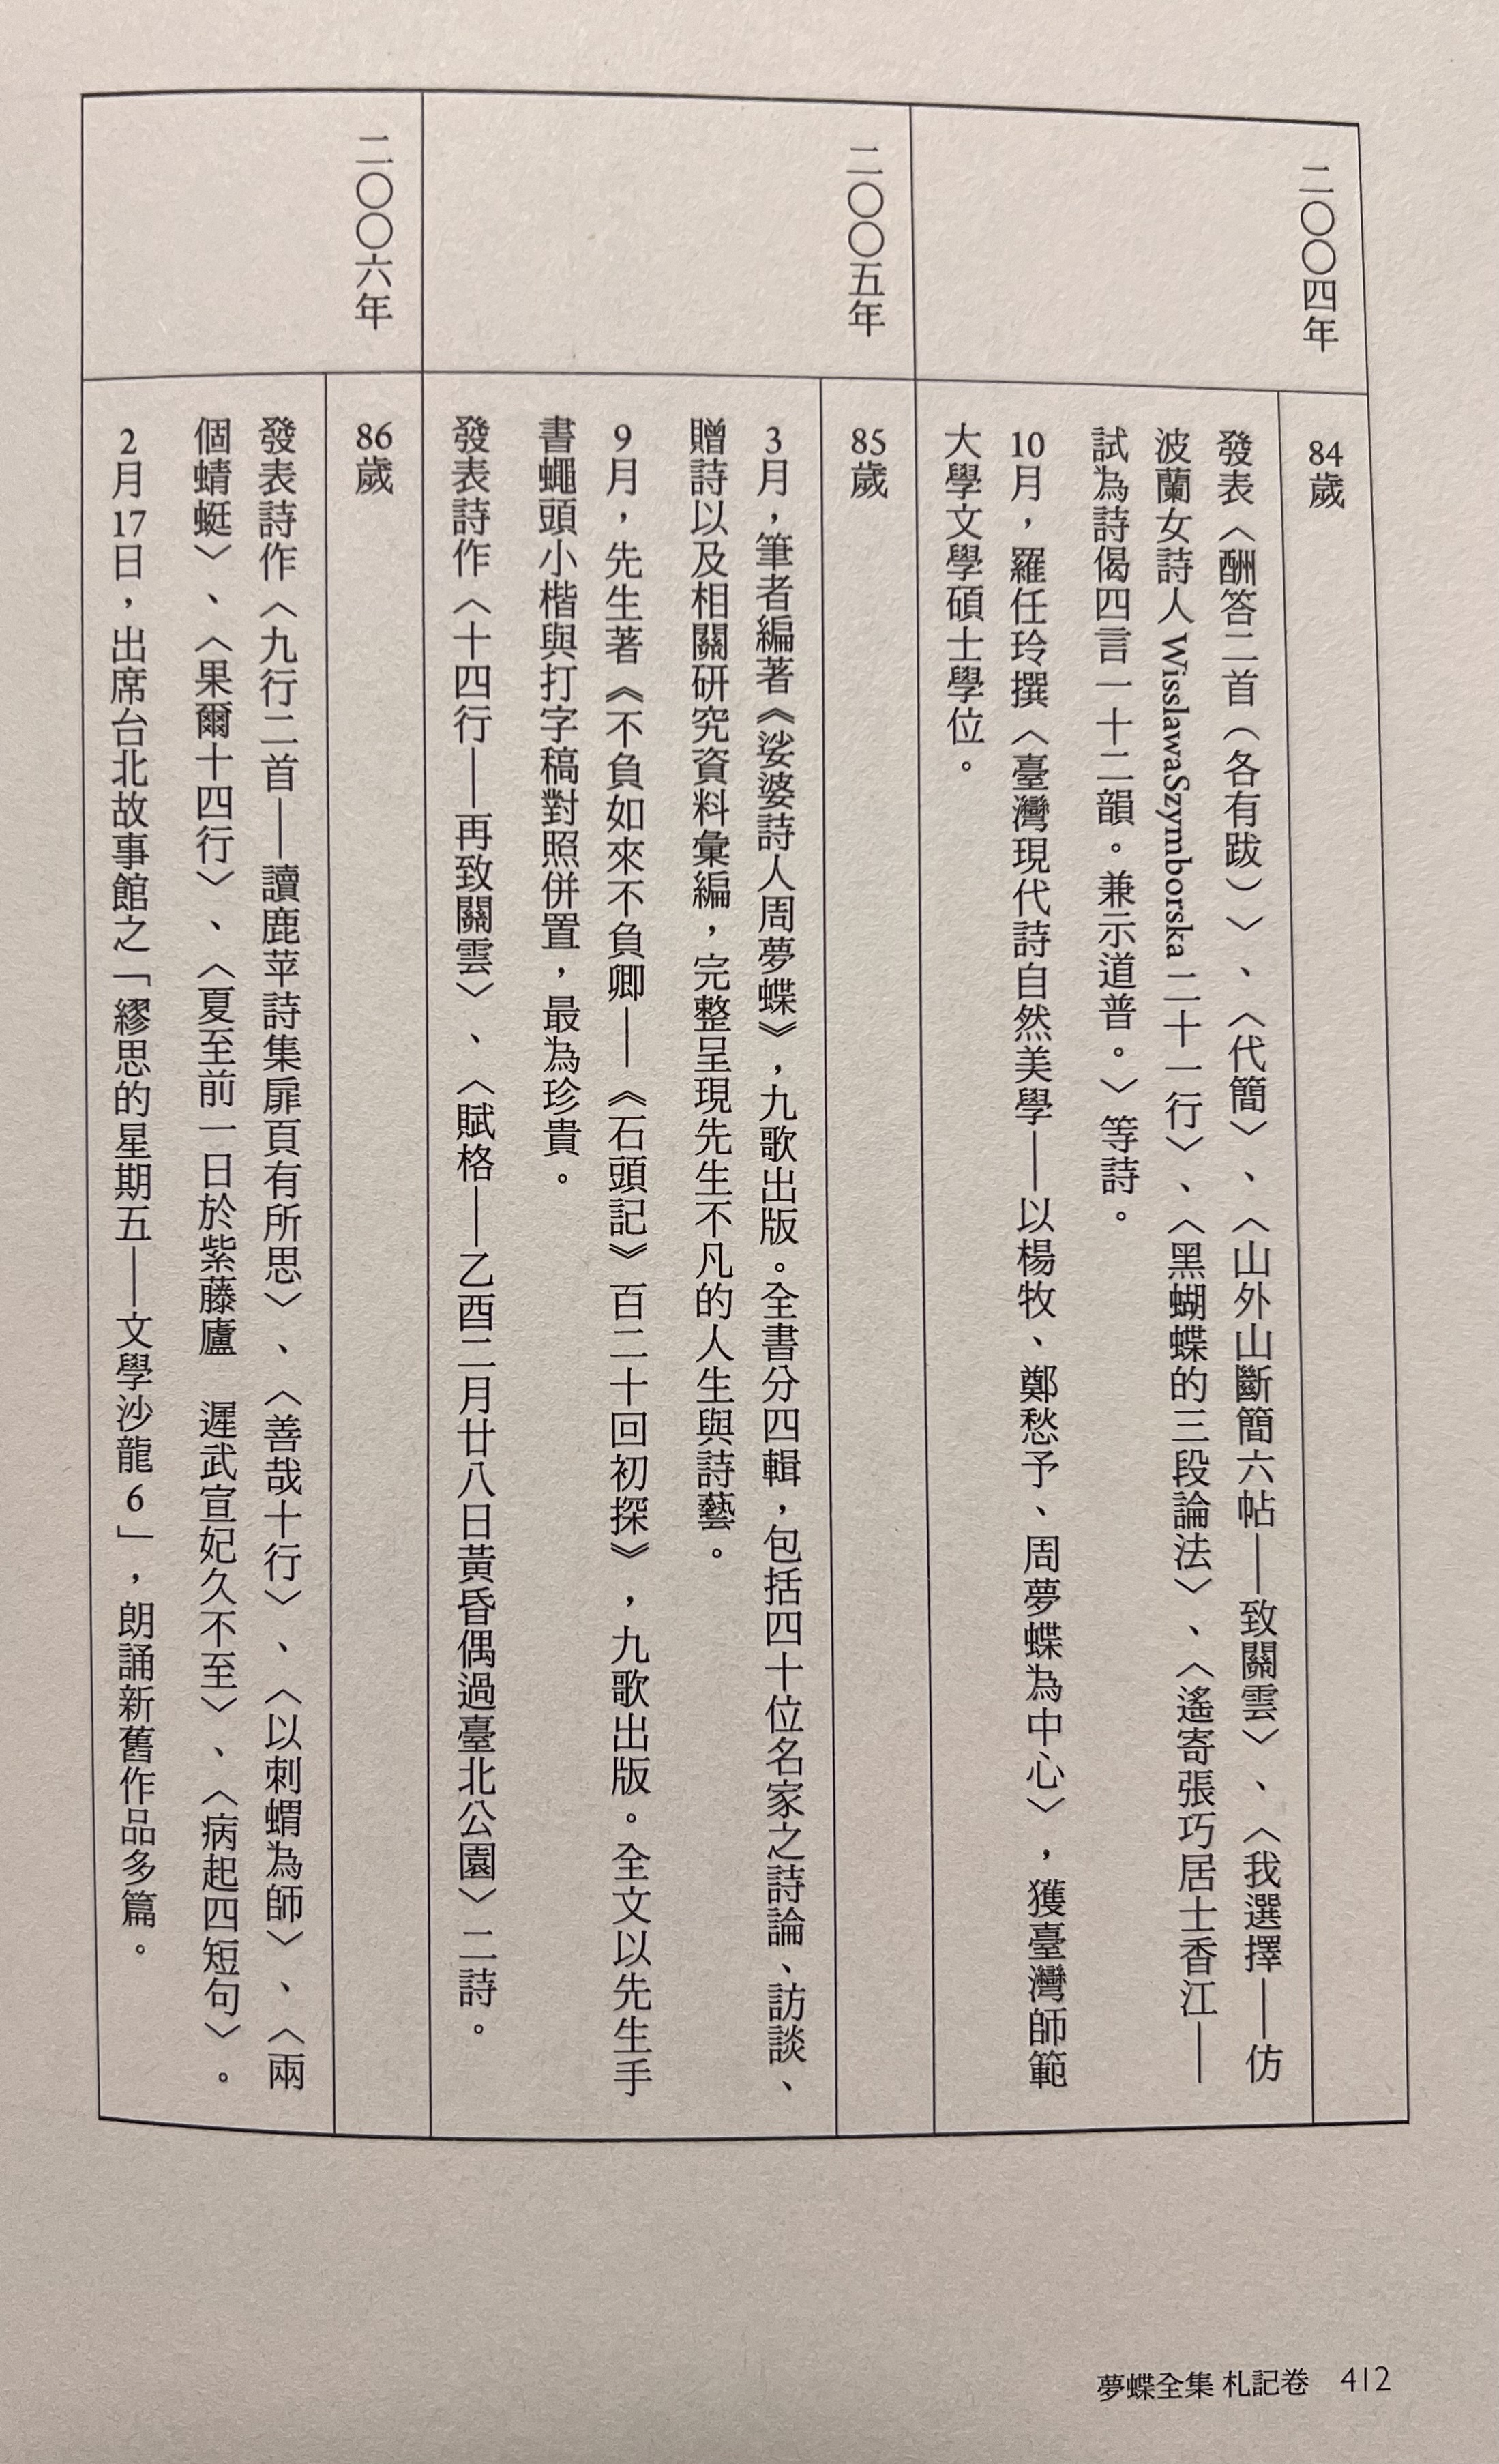 二〇〇四年
84歲
發表〈酬答二首（各有跋）〉、〈代簡〉、〈山外山斷簡六帖——致關雲〉、〈我選擇——仿
波蘭女詩人 WisslawaSzymborska 二十一行〉、〈黑蝴蝶的三段論法〉、〈遙寄張巧居士香江——
試為詩偈四言一十二韻。兼示道普。〉等詩。
10月，羅任玲撰〈臺灣現代詩自然美學——以楊牧、鄭愁予、周夢蝶為中心〉，獲臺灣師範
大學文學碩士學位。
二〇〇五年
85歲
3月，筆者編著《娑婆詩人周夢蝶》，九歌出版。全書分四輯，包括四十位名家之詩論、訪談、
贈詩以及相關研究資料彙編，完整呈現先生不凡的人生與詩藝。
9月，先生著《不負如來不負卿——《石頭記》百二十回初探》，九歌出版。全文以先生手
書蠅頭小楷與打字稿對照併置，最為珍貴。
發表詩作〈十四行——再致關雲〉、〈賦格——乙酉二月廿八日黃昏偶過臺北公園〉二詩。
二〇〇六年
86歲
發表詩作〈九行二首——讀鹿苹詩集扉頁有所思〉、〈善哉十行〉、〈以刺蝟為師〉、〈兩
個蜻蜓〉、〈果爾十四行〉、〈夏至前一日於紫藤廬　遲武宣妃久不至〉、〈病起四短句〉。
2月17日，出席台北故事館之「繆思的星期五——文學沙龍6」，朗誦新舊作品多篇。
夢蝶全集 札記卷 412